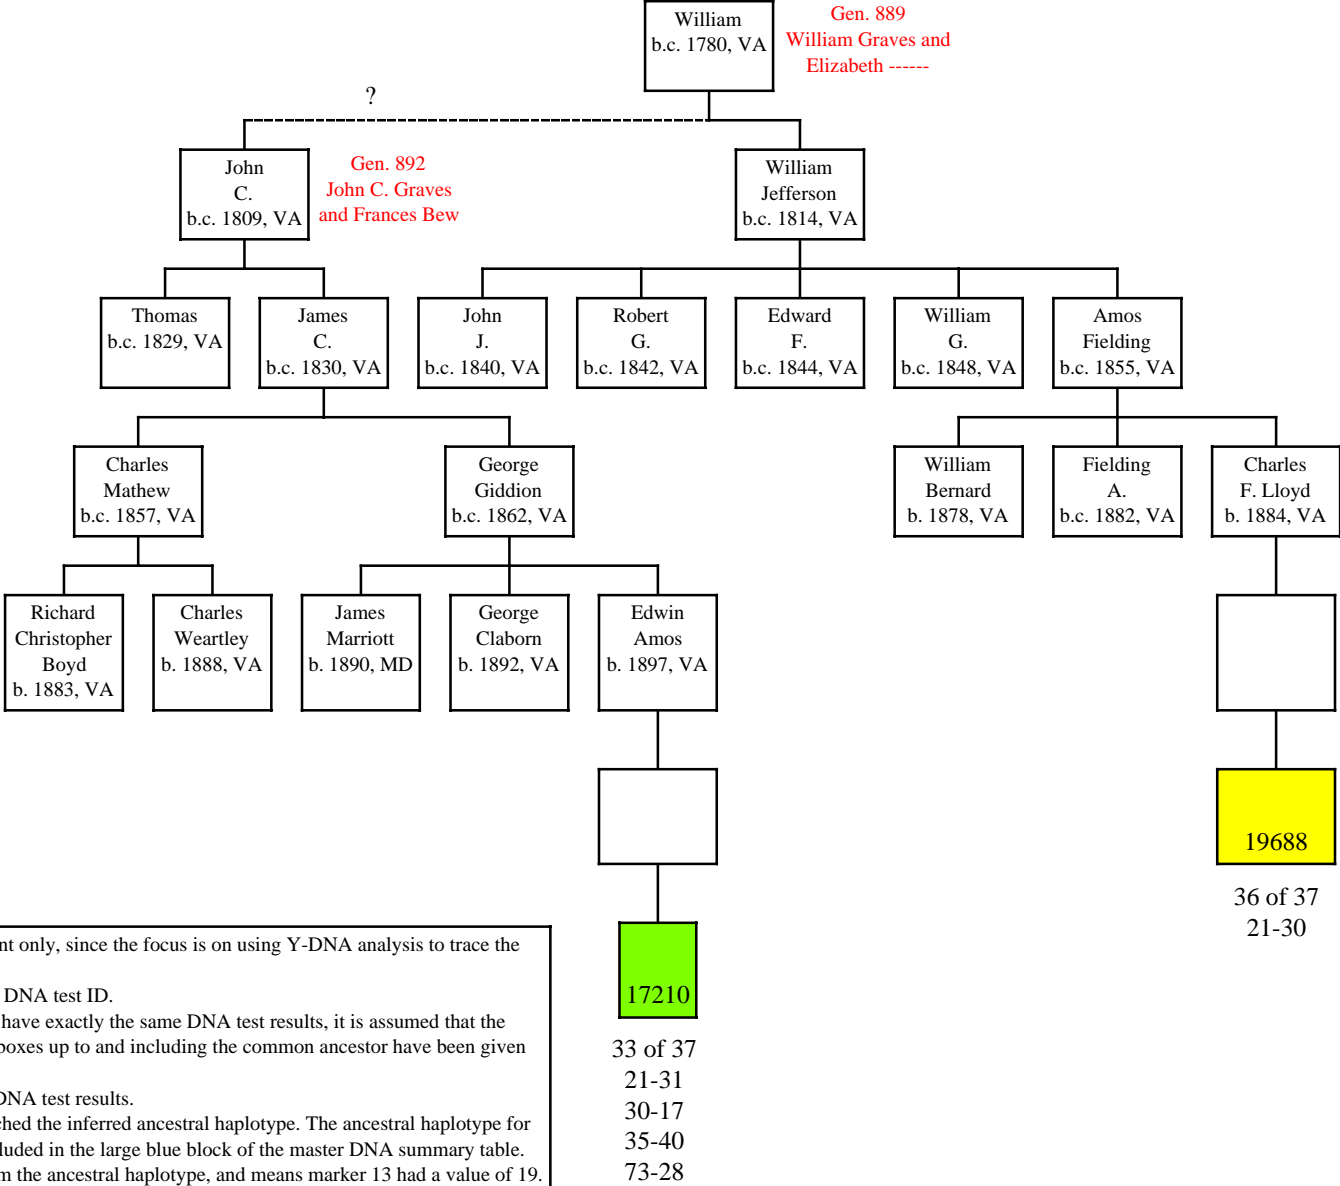 William
b.c. 1780, VA
Gen. 889
William Graves and
Elizabeth ------
?
John
C.
b.c. 1809, VA
Gen. 892
John C. Graves
and Frances Bew
William
Jefferson
b.c. 1814, VA
Thomas
b.c. 1829, VA
James
C.
b.c. 1830, VA
John
J.
b.c. 1840, VA
Robert
G.
b.c. 1842, VA
Edward
F.
b.c. 1844, VA
William
G.
b.c. 1848, VA
Amos
Fielding
b.c. 1855, VA
Charles
Mathew
b.c. 1857, VA
George
Giddion
b.c. 1862, VA
William
Bernard
b. 1878, VA
Fielding
A.
b.c. 1882, VA
Charles
F. Lloyd
b. 1884, VA
Richard
Christopher
Boyd
b. 1883, VA
Charles
Weartley
b. 1888, VA
James
Marriott
b. 1890, MD
George
Claborn
b. 1892, VA
Edwin
Amos
b. 1897, VA
19688
36 of 37
21-30
17210
33 of 37
21-31
30-17
35-40
73-28
nt only, since the focus is on using Y-DNA analysis to trace the
DNA test ID.
have exactly the same DNA test results, it is assumed that the
boxes up to and including the common ancestor have been given
DNA test results.
ched the inferred ancestral haplotype. The ancestral haplotype for
luded in the large blue block of the master DNA summary table.
m the ancestral haplotype, and means marker 13 had a value of 19.